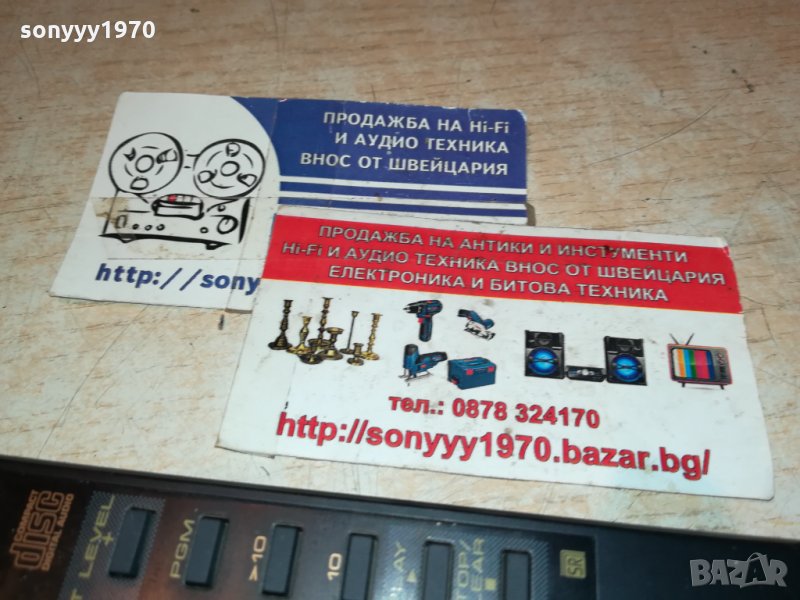 sonyyy1970
ПРОДАЖБА НА Hi-Fi
И АУДИО ТЕХНИКА
ВНОС ОТ ШВЕЙЦАРИЯ
http://sony
ПРОДАЖБА НА АНТИКИ И ИНСТУМЕНТИ
Hi-Fi И АУДИО ТЕХНИКА ВНОС ОТ ШВЕЙЦАРИЯ
ЕЛЕКТРОНИКА И БИТОВА ТЕХНИКА
тел.: 0878 324170
http://sonyyy1970.bazar.bg/
COMPACT
disc
DIGITAL AUDIO
LEVEL
+
PGM
>10
10
SR
BAZAR